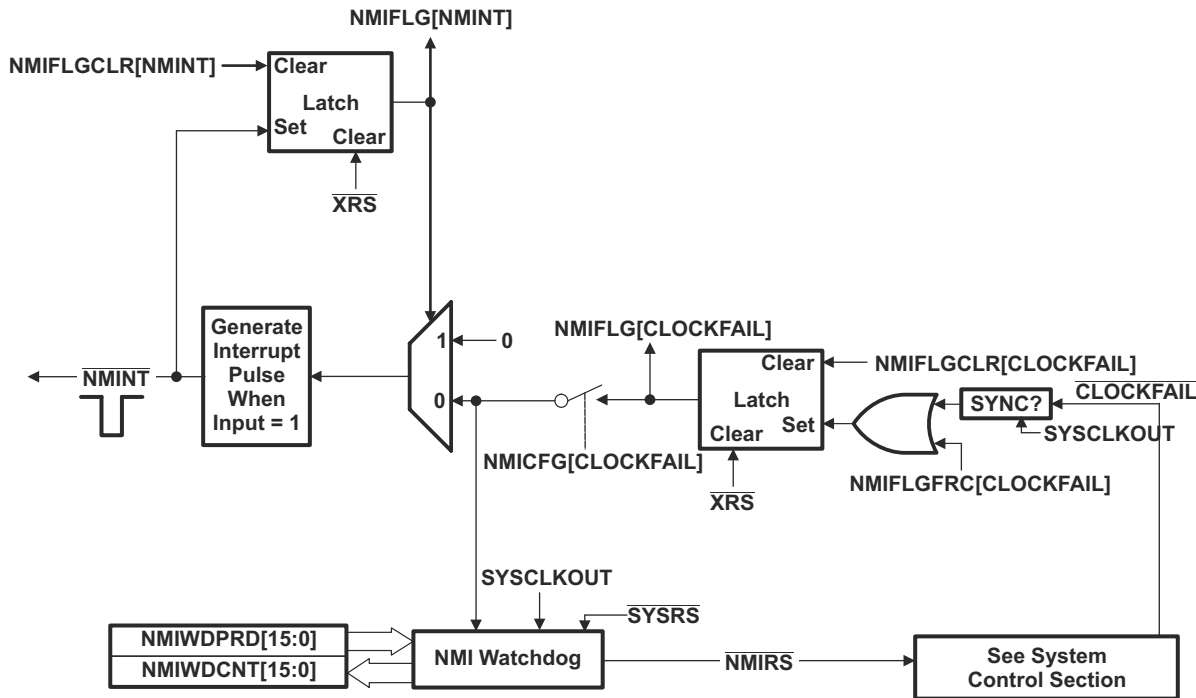 NMIFLG[NMINT]
NMIFLGCLR[NMINT]
Clear
Latch
Set
Clear
XRS
Generate
Interrupt
Pulse
When
Input = 1
NMINT
1
0
0
NMIFLG[CLOCKFAIL]
NMICFG[CLOCKFAIL]
Clear
Latch
Set
Clear
XRS
NMIFLGCLR[CLOCKFAIL]
CLOCKFAIL
SYNC?
SYSCLKOUT
NMIFLGFRC[CLOCKFAIL]
SYSCLKOUT
SYSRS
NMIWDPRD[15:0]
NMIWDCNT[15:0]
NMI Watchdog
NMIRS
See System
Control Section